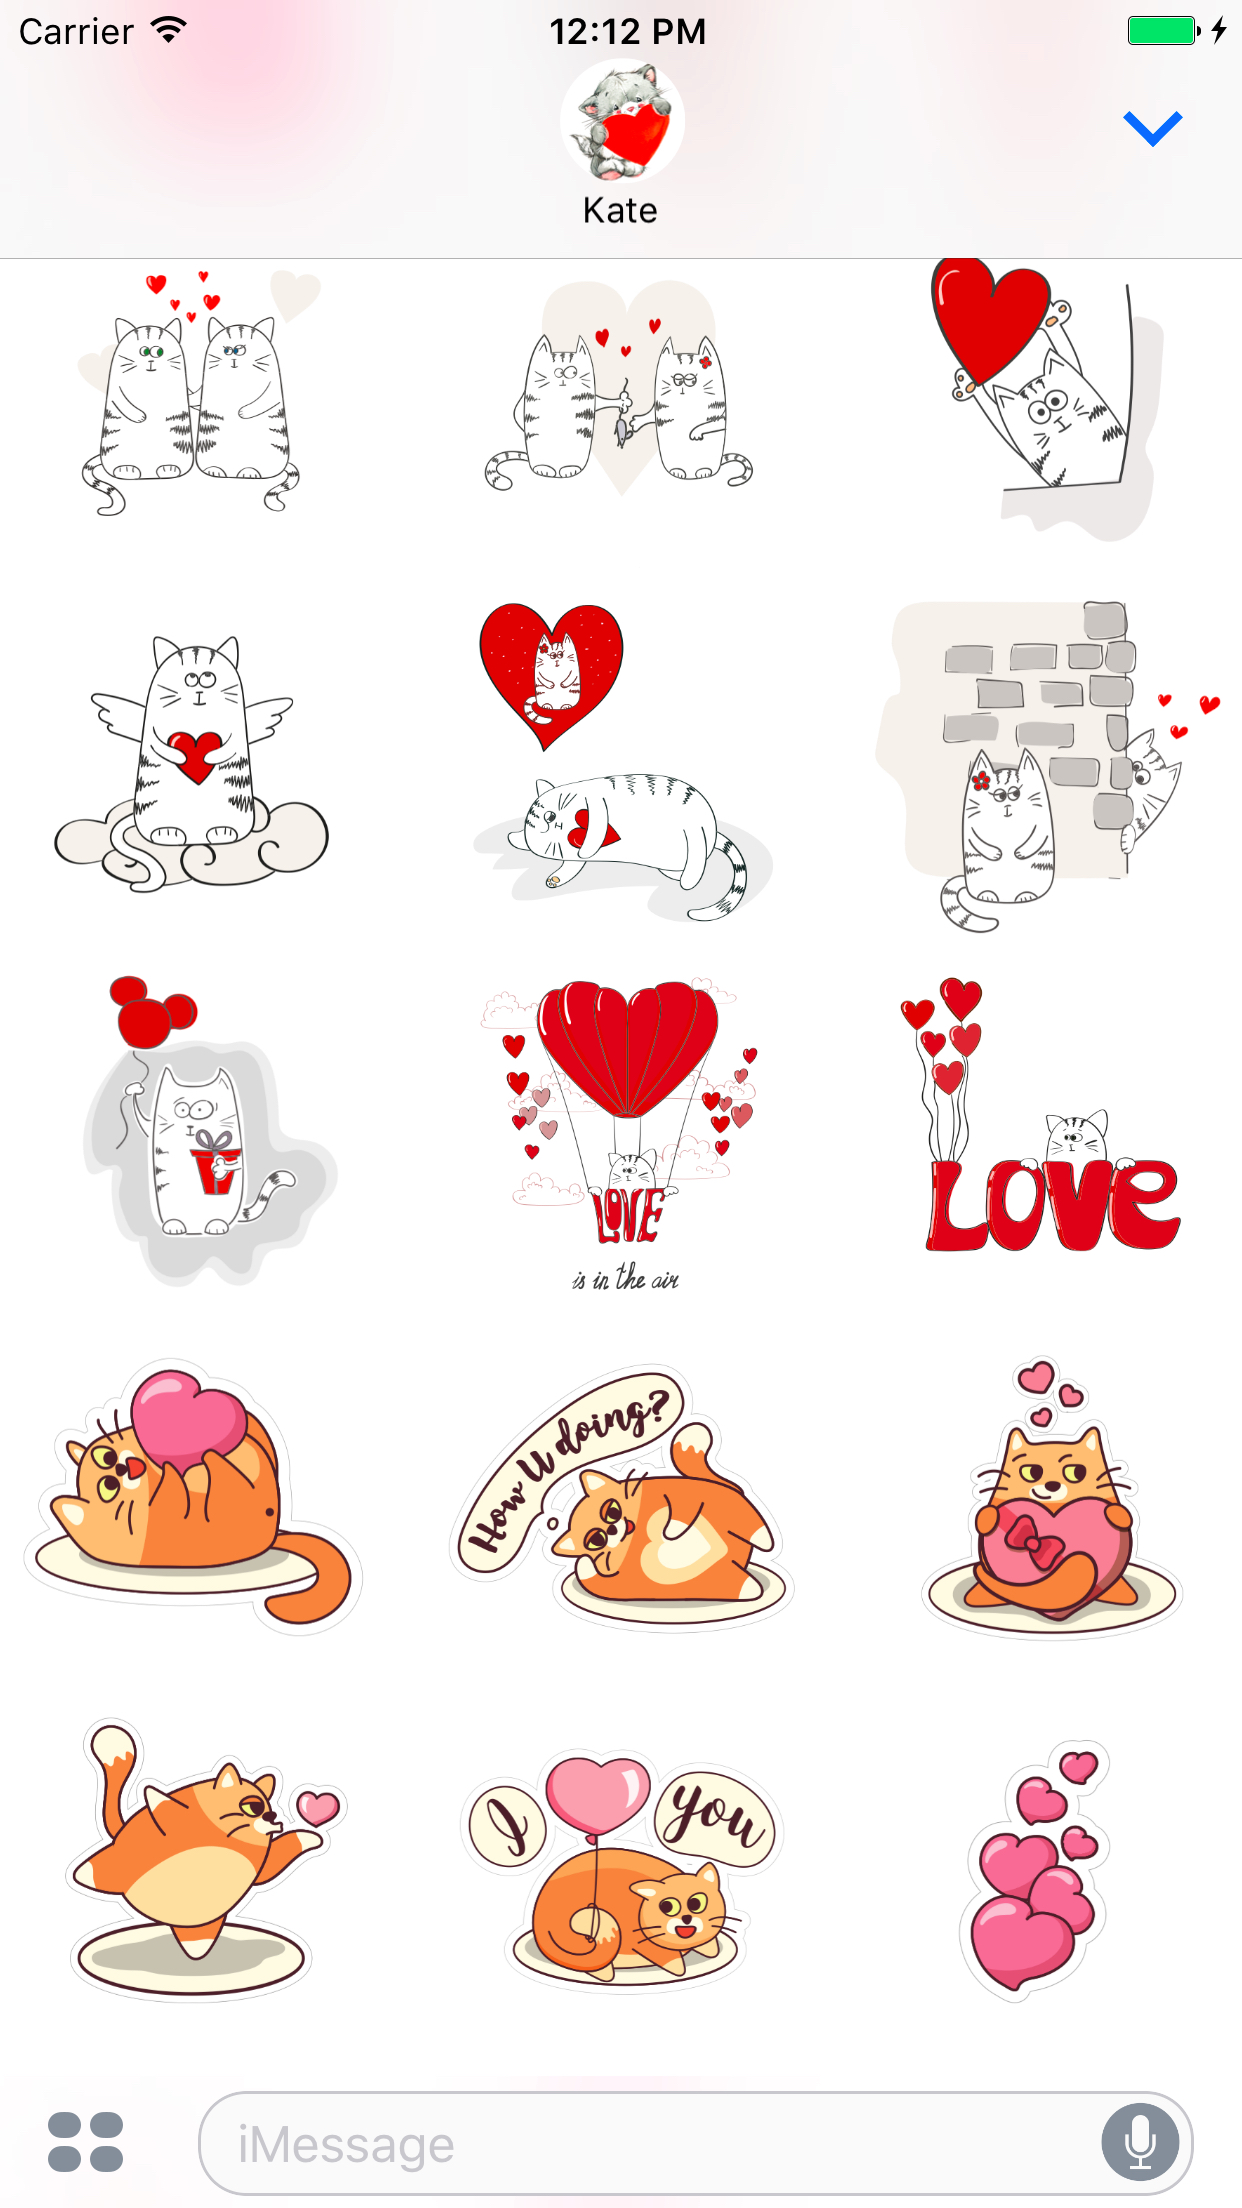 Carrier 12:12 PM
Kate
LOVE
is in the air
LOVE
How U doing?
I you
iMessage